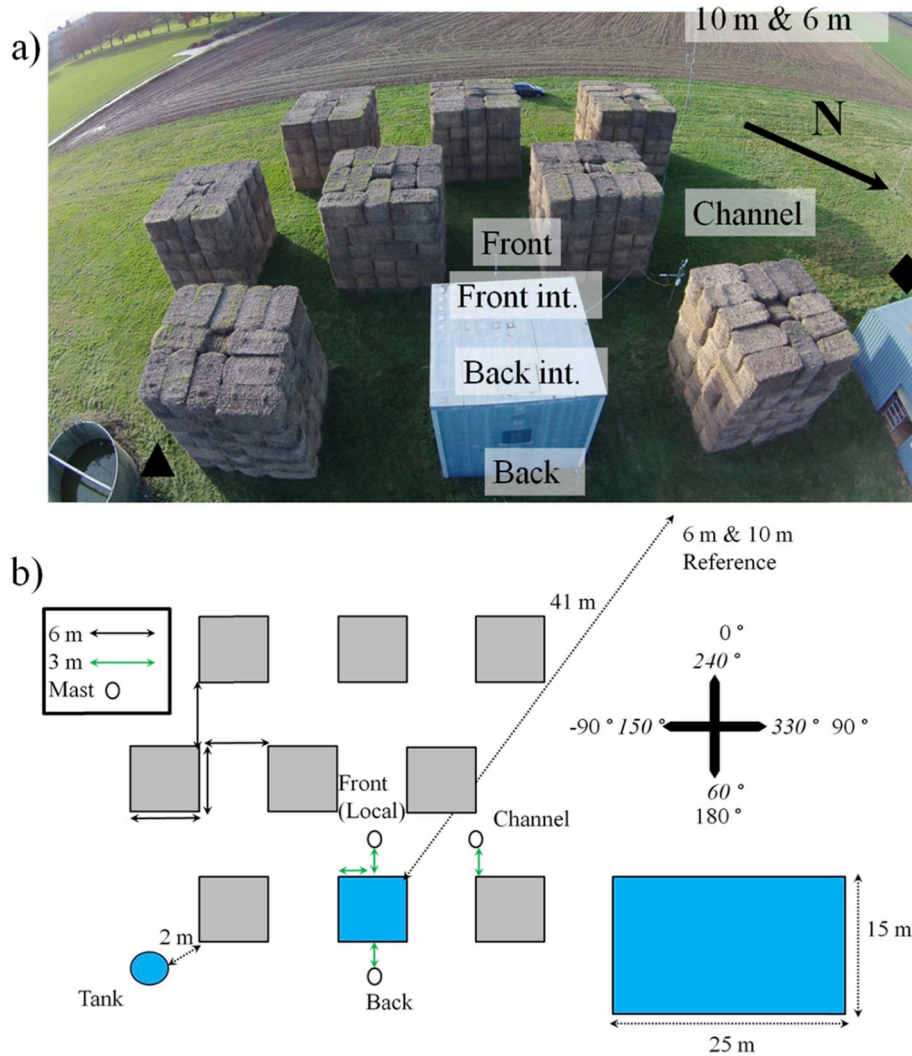 a)
10 m & 6 m
N
Channel
Front
Front int.
Back int.
Back
b)
6 m & 10 m
Reference
41 m
6 m
3 m
Mast
0 °
240 °
-90 ° 150 ° 330 ° 90 °
60 °
180 °
Front
(Local)
Channel
2 m
Tank
Back
15 m
25 m